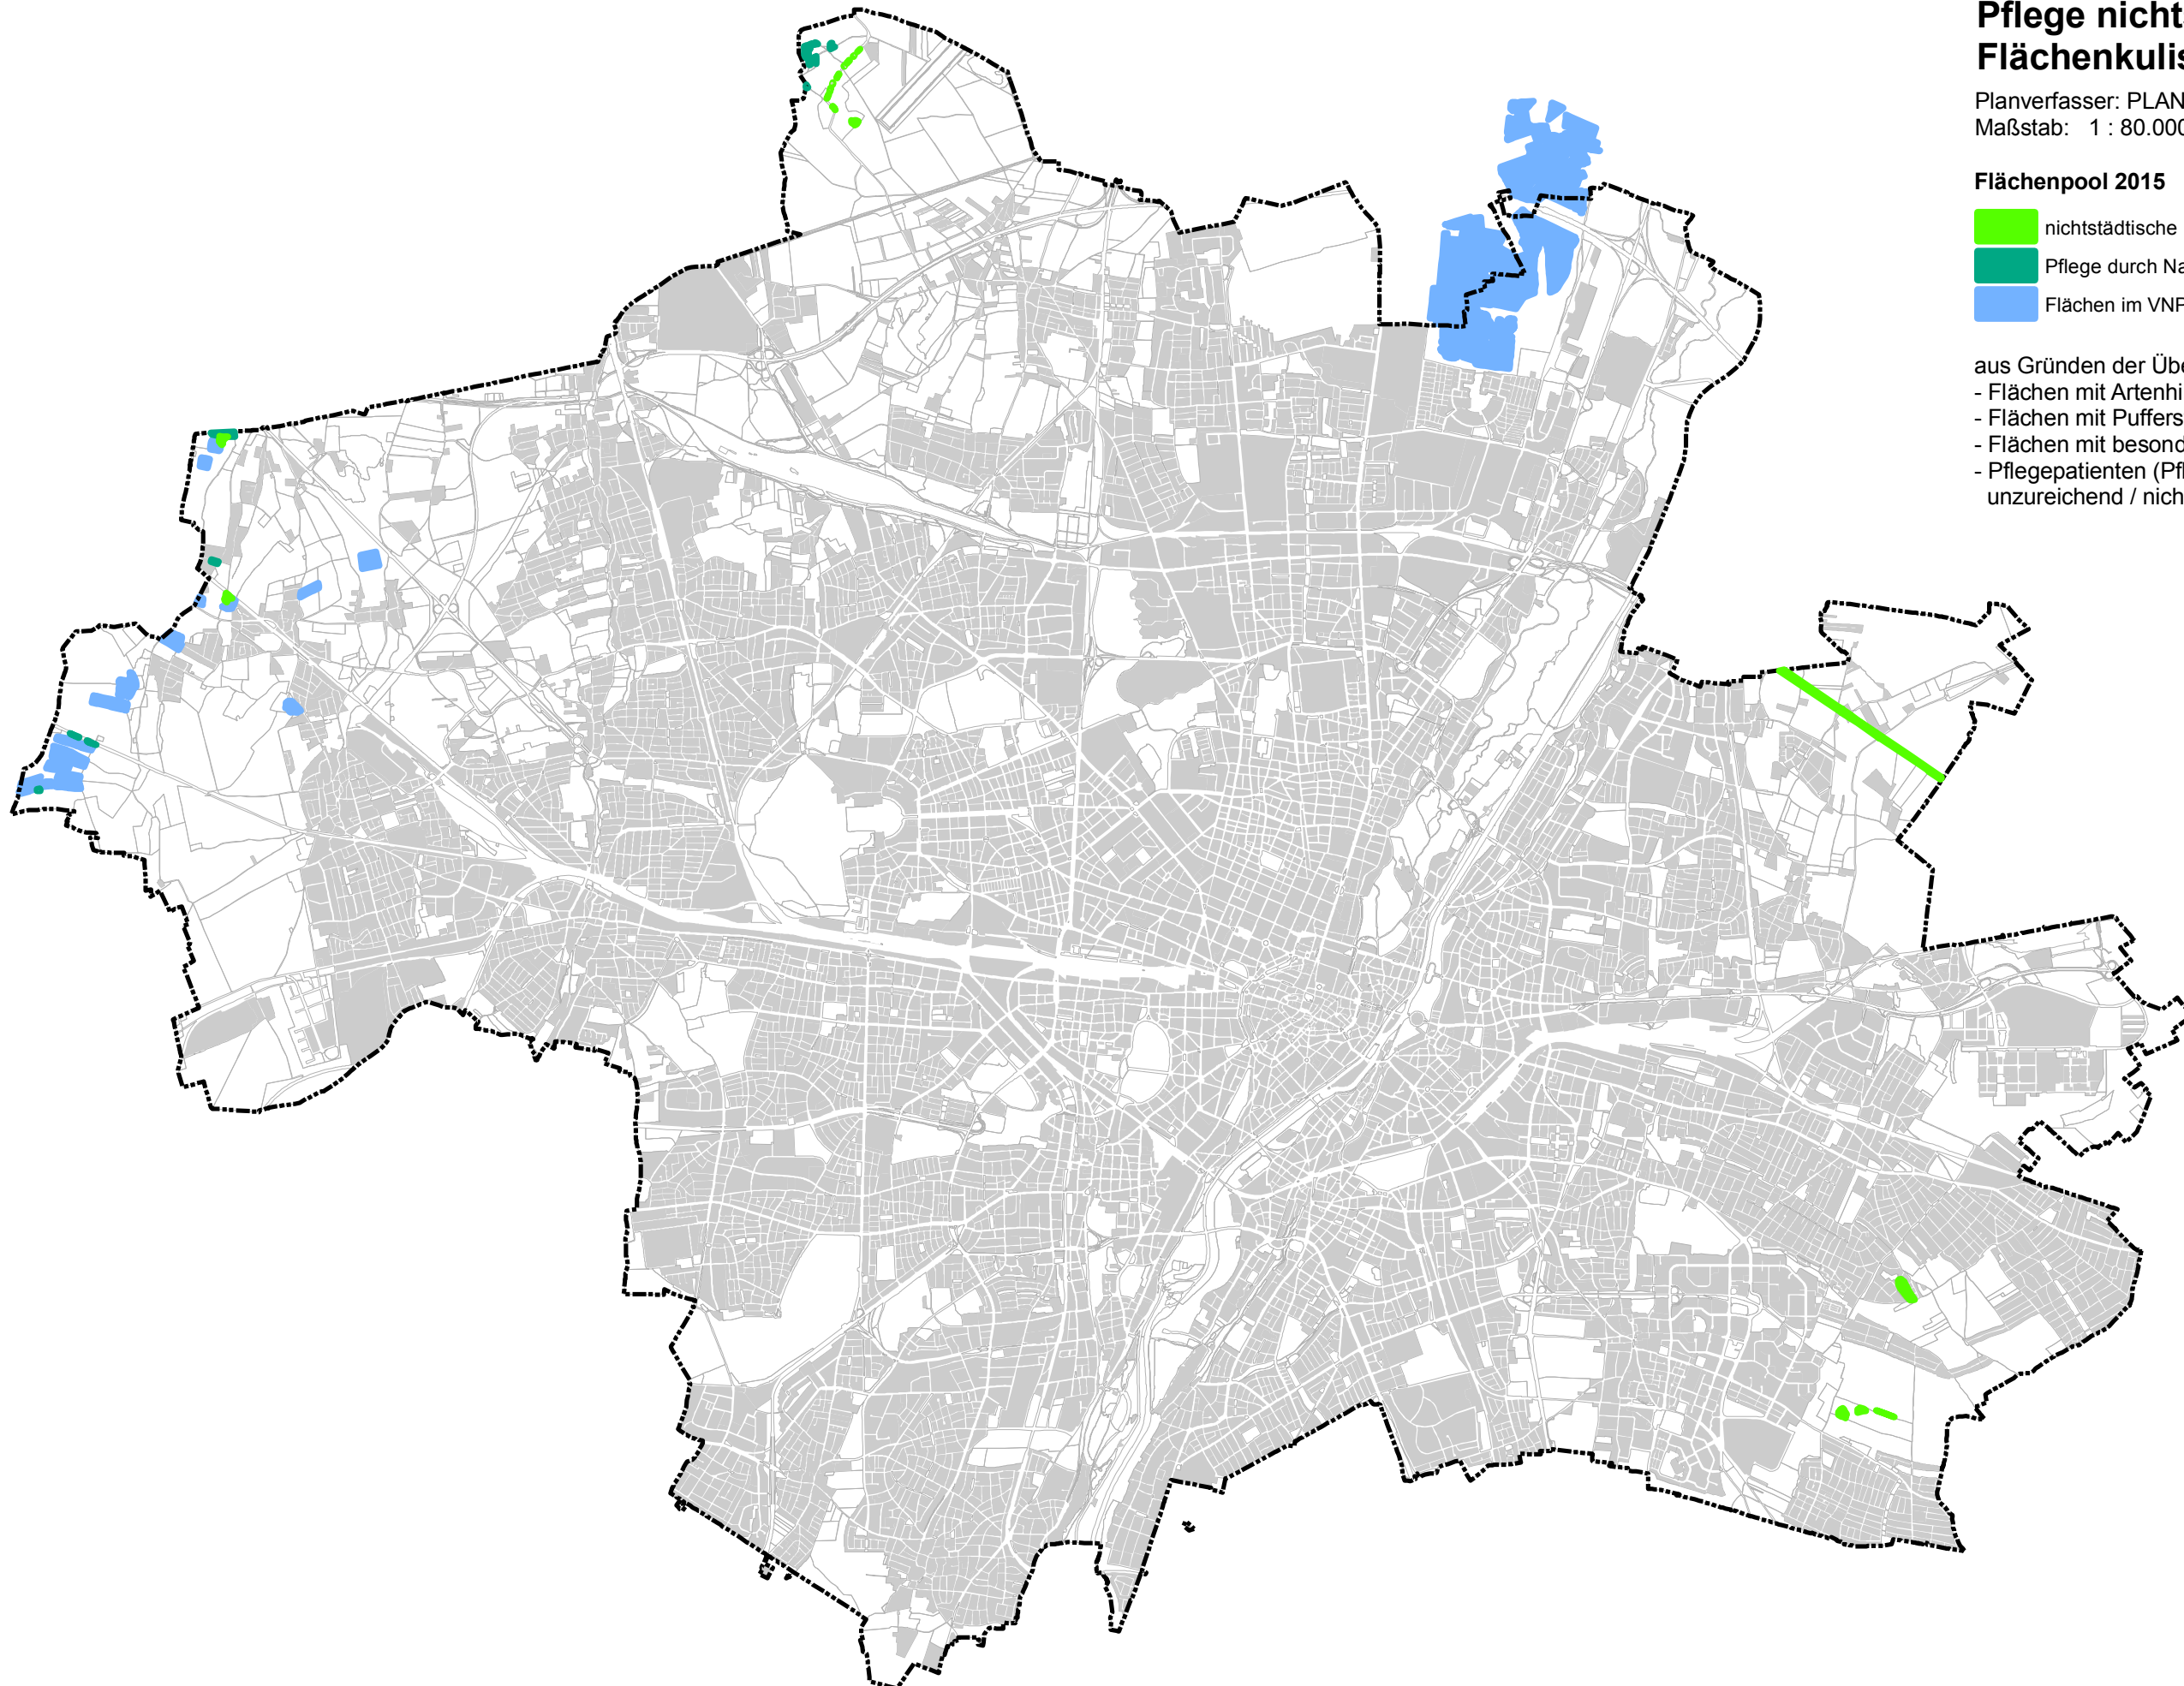 Pflege nicht
Flächenkulis
Planverfasser: PLAN
Maßstab: 1 : 80.000
Flächenpool 2015
nichtstädtische
Pflege durch Na
Flächen im VNP
aus Gründen der Übe
- Flächen mit Artenhi
- Flächen mit Puffers
- Flächen mit besond
- Pflegepatienten (Pfl
unzureichend / nich